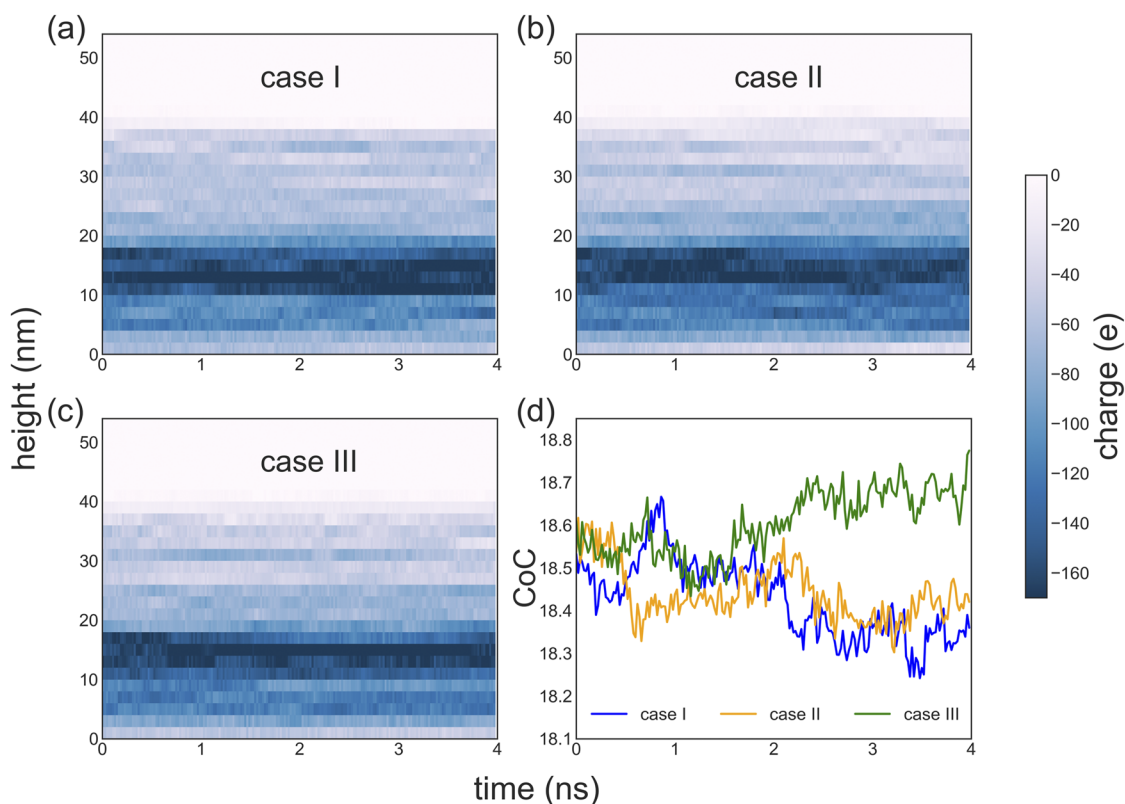 (a)
case I
50
40
30
20
10
0
0 1 2 3 4
(b)
case II
50
40
30
20
10
0
0 1 2 3 4
(c)
case III
50
40
30
20
10
0
0 1 2 3 4
(d)
CoC
18.8
18.7
18.6
18.5
18.4
18.3
18.2
18.1
case I case II case III
0 1 2 3 4
height (nm)
time (ns)
0
−20
−40
−60
−80
−100
−120
−140
−160
charge (e)